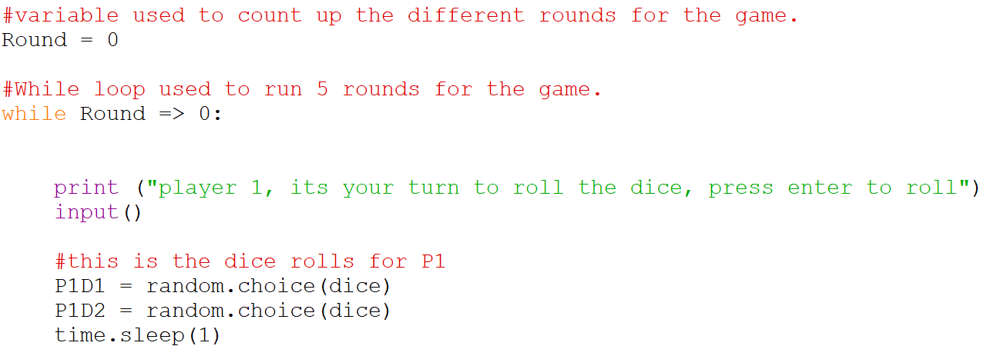 #variable used to count up the different rounds for the game.
Round = 0
#While loop used to run 5 rounds for the game.
while Round => 0:
print ("player 1, its your turn to roll the dice, press enter to roll")
input()
#this is the dice rolls for P1
P1D1 = random.choice(dice)
P1D2 = random.choice(dice)
time.sleep(1)